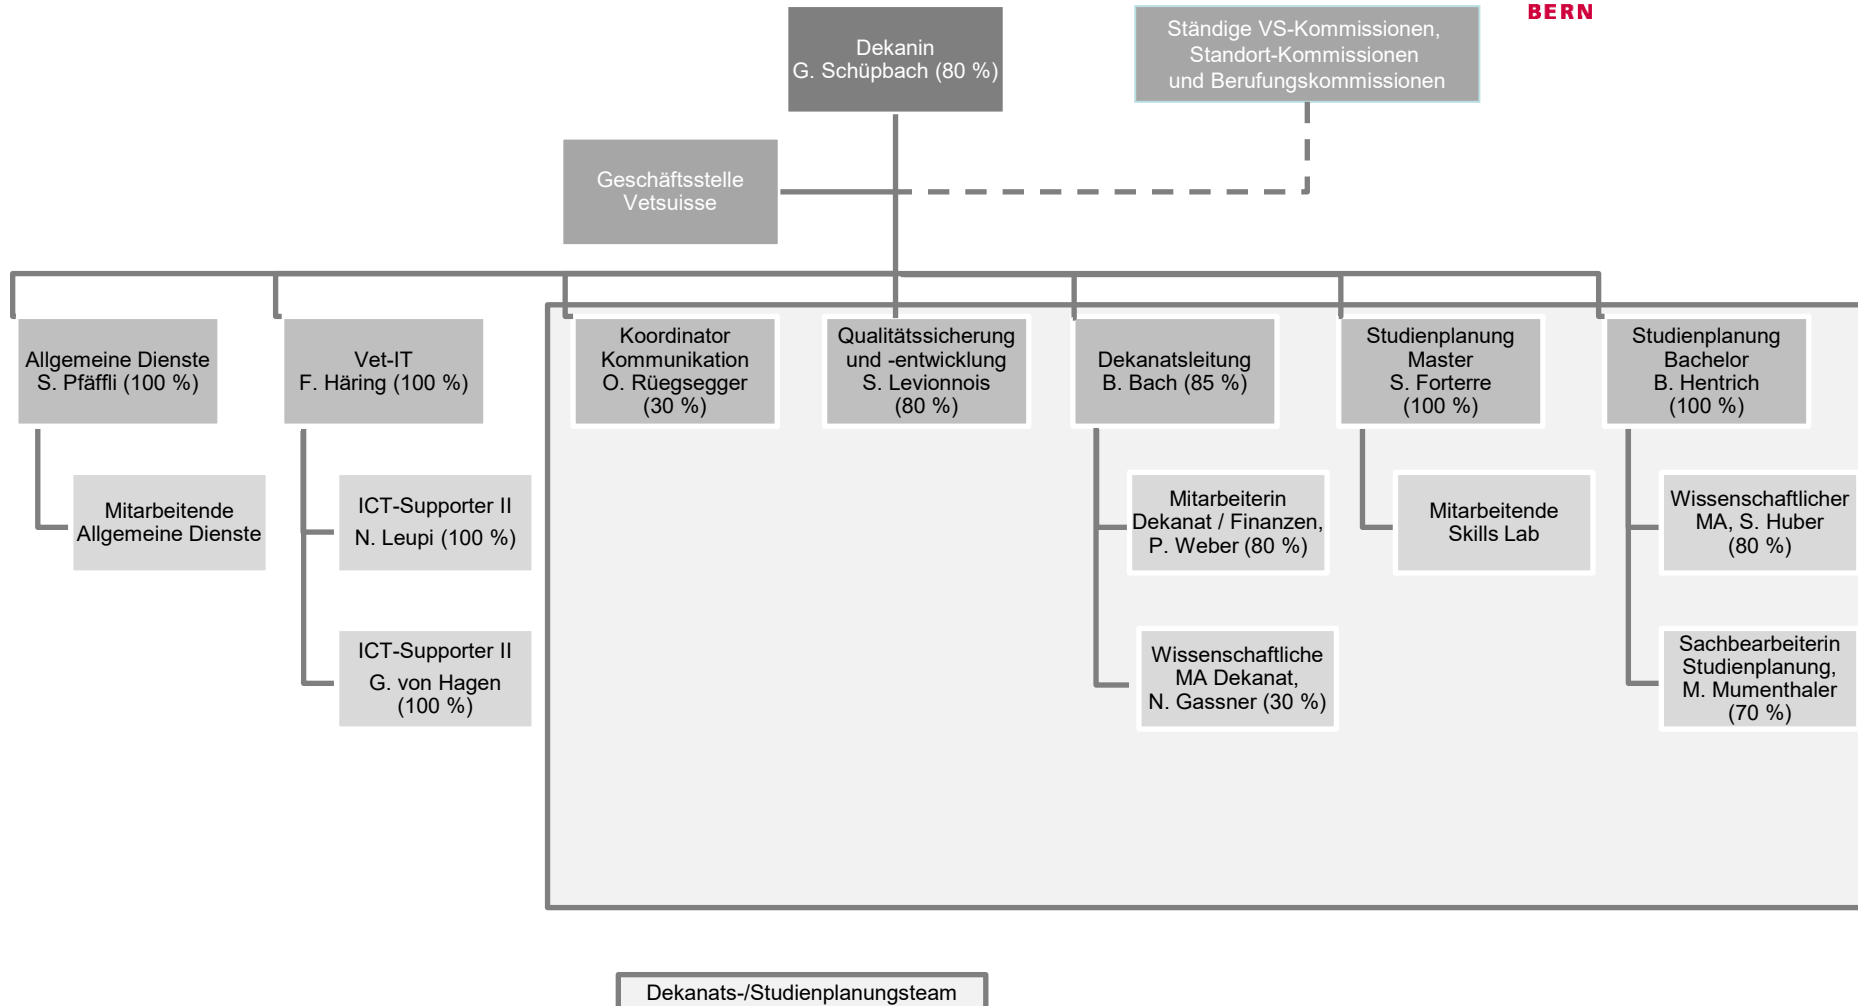 BERN
Dekanin
G. Schüpbach (80 %)
Ständige VS-Kommissionen,
Standort-Kommissionen
und Berufungskommissionen
Geschäftsstelle
Vetsuisse
Allgemeine Dienste
S. Pfäffli (100 %)
Vet-IT
F. Häring (100 %)
Koordinator
Kommunikation
O. Rüegsegger
(30 %)
Qualitätssicherung
und -entwicklung
S. Levionnois
(80 %)
Dekanatsleitung
B. Bach (85 %)
Studienplanung
Master
S. Forterre
(100 %)
Studienplanung
Bachelor
B. Hentrich
(100 %)
Mitarbeitende
Allgemeine Dienste
ICT-Supporter II
N. Leupi (100 %)
Mitarbeiterin
Dekanat / Finanzen,
P. Weber (80 %)
Mitarbeitende
Skills Lab
Wissenschaftlicher
MA, S. Huber
(80 %)
ICT-Supporter II
G. von Hagen
(100 %)
Wissenschaftliche
MA Dekanat,
N. Gassner (30 %)
Sachbearbeiterin
Studienplanung,
M. Mumenthaler
(70 %)
Dekanats-/Studienplanungsteam